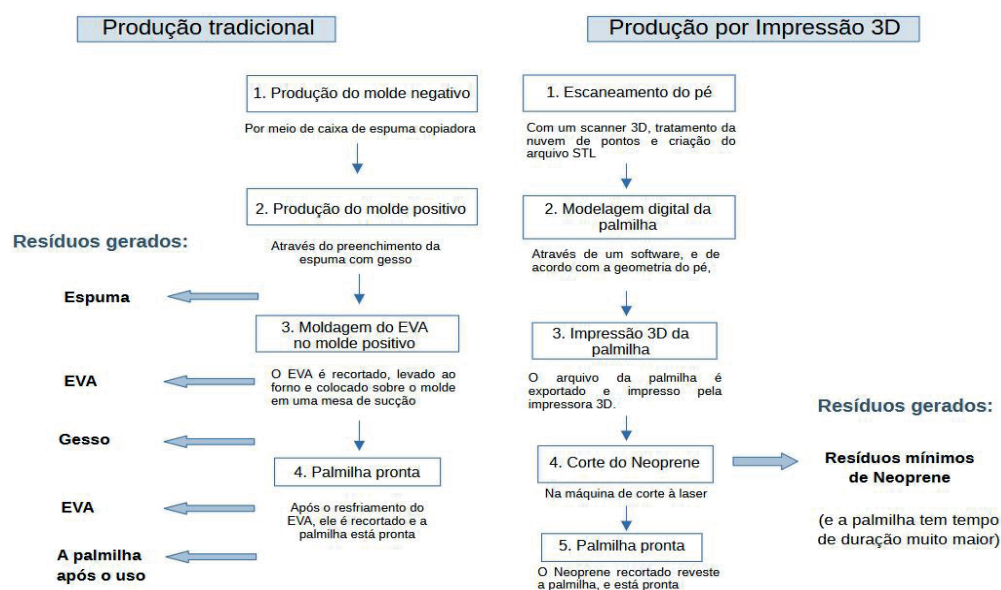 Produção tradicional
1. Produção do molde negativo
Por meio de caixa de espuma copiadora
2. Produção do molde positivo
Através do preenchimento da
espuma com gesso
3. Moldagem do EVA
no molde positivo
O EVA é recortado, levado ao
forno e colocado sobre o molde
em uma mesa de sucção
4. Palmilha pronta
Após o resfriamento do
EVA, ele é recortado e a
palmilha está pronta
Resíduos gerados:
Espuma
EVA
Gesso
EVA
A palmilha
após o uso
Produção por Impressão 3D
1. Escaneamento do pé
Com um scanner 3D, tratamento da
nuvem de pontos e criação do
arquivo STL
2. Modelagem digital da
palmilha
Através de um software, e de
acordo com a geometria do pé,
3. Impressão 3D da
palmilha
O arquivo da palmilha é
exportado e impresso pela
impressora 3D.
4. Corte do Neoprene
Na máquina de corte à laser
5. Palmilha pronta
O Neoprene recortado reveste
a palmilha, e está pronta
Resíduos gerados:
Resíduos mínimos
de Neoprene
(e a palmilha tem tempo
de duração muito maior)